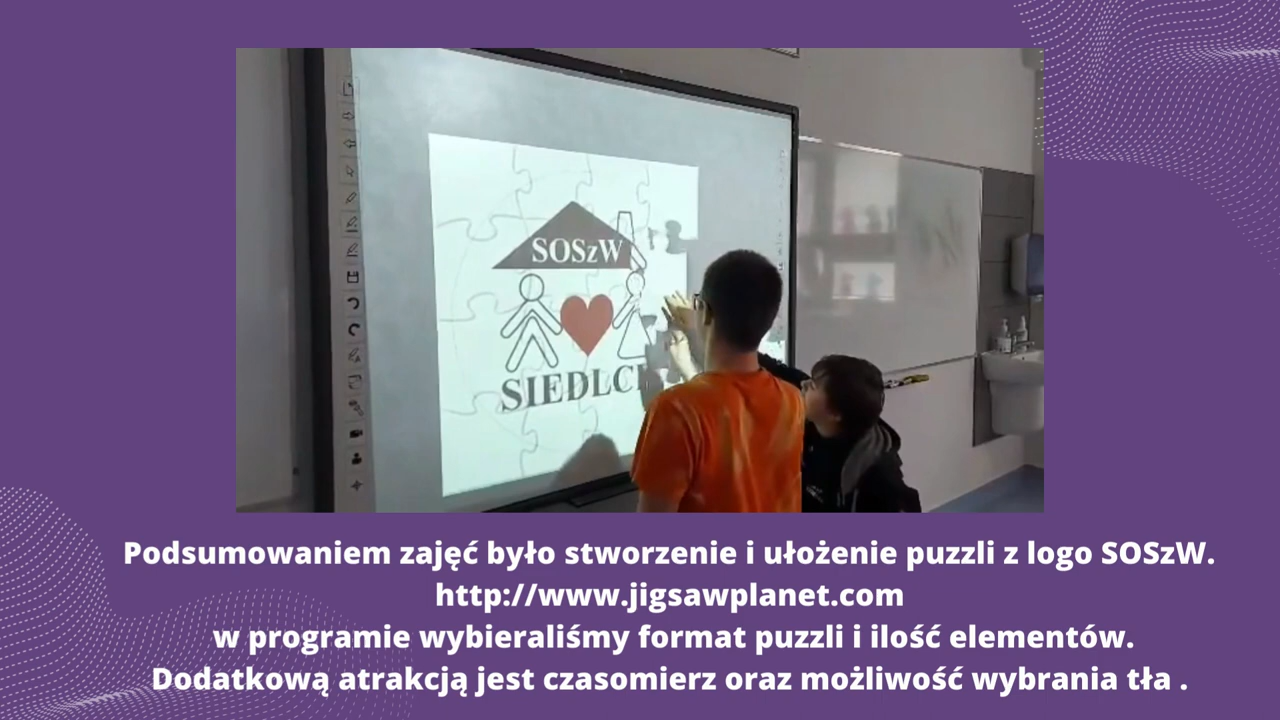 SOSzW
SIEDLC
Podsumowaniem zajęć było stworzenie i ułożenie puzzli z logo SOSzW.
http://www.jigsawplanet.com
w programie wybieraliśmy format puzzli i ilość elementów.
Dodatkową atrakcją jest czasomierz oraz możliwość wybrania tła .